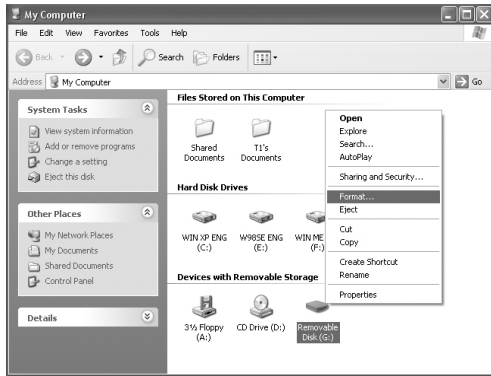 My Computer
File Edit View Favorites Tools Help
Back Search Folders
Address My Computer Go
System Tasks
View system information
Add or remove programs
Change a setting
Eject this disk
Other Places
My Network Places
My Documents
Shared Documents
Control Panel
Details
Files Stored on This Computer
Shared Documents
T1's Documents
Hard Disk Drives
WIN XP ENG (C:)
W98SE ENG (E:)
WIN ME (F:)
Devices with Removable Storage
3½ Floppy (A:)
CD Drive (D:)
Removable Disk (G:)
Open
Explore
Search...
AutoPlay
Sharing and Security...
Format...
Eject
Cut
Copy
Create Shortcut
Rename
Properties